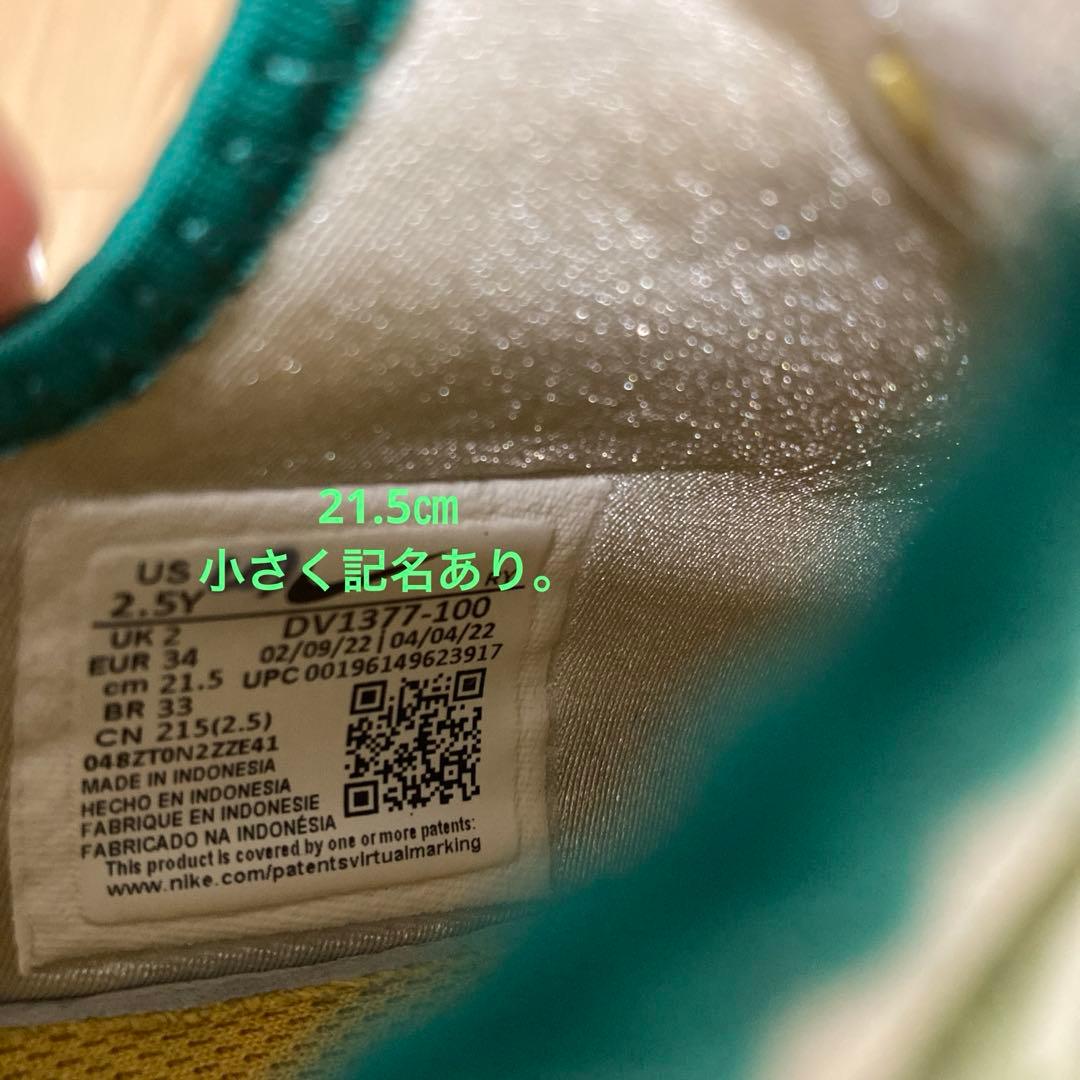 21.5㎝
小さく記名あり。
US
2.5Y
UK 2
EUR 34
cm 21.5
BR 33
CN 215(2.5)
DV1377-100
02/09/22 | 04/04/22
UPC 00196149623917
048ZT0N2ZZE41
MADE IN INDONESIA
HECHO EN INDONESIA
FABRIQUE EN INDONESIE
FABRICADO NA INDONÉSIA
This product is covered by one or more patents:
www.nike.com/patentsvirtualmarking